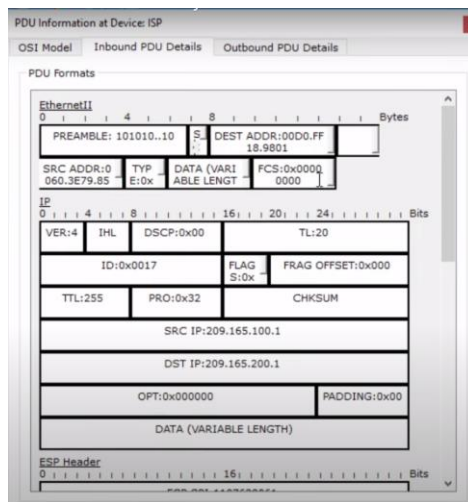 PDU Information at Device: ISP
OSI Model Inbound PDU Details Outbound PDU Details
PDU Formats
EthernetII
0 4 8 Bytes
PREAMBLE: 101010..10 S DEST ADDR:00D0.FF
18.9801
SRC ADDR:0 TYP DATA (VARI FCS:0x0000
060.3E79.85 E:0x ABLE LENGT 0000
IP
0 4 8 16 20 24 Bits
VER:4 IHL DSCP:0x00 TL:20
ID:0x0017 FLAG FRAG OFFSET:0x000
S:0x
TTL:255 PRO:0x32 CHKSUM
SRC IP:209.165.100.1
DST IP:209.165.200.1
OPT:0x000000 PADDING:0x00
DATA (VARIABLE LENGTH)
ESP Header
0 16 Bits